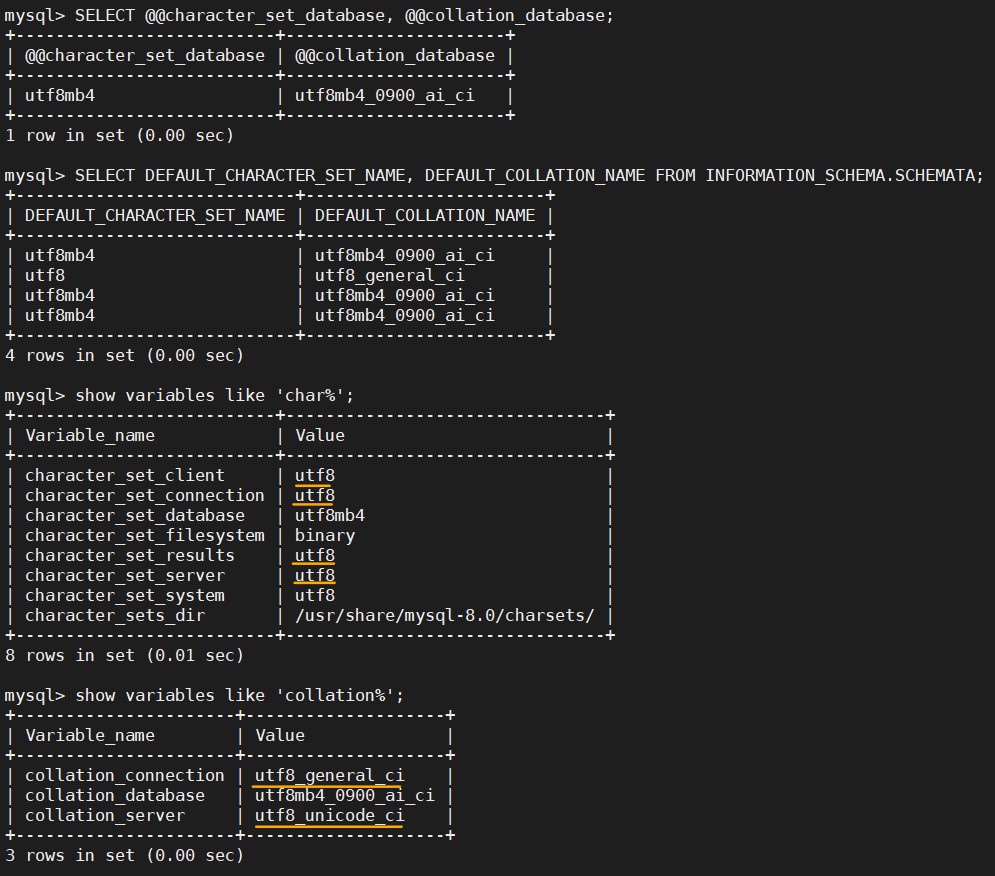 mysql> SELECT @@character_set_database, @@collation_database;
+--------------------------+----------------------+
| @@character_set_database | @@collation_database |
+--------------------------+----------------------+
| utf8mb4                  | utf8mb4_0900_ai_ci   |
+--------------------------+----------------------+
1 row in set (0.00 sec)

mysql> SELECT DEFAULT_CHARACTER_SET_NAME, DEFAULT_COLLATION_NAME FROM INFORMATION_SCHEMA.SCHEMATA;
+----------------------------+------------------------+
| DEFAULT_CHARACTER_SET_NAME | DEFAULT_COLLATION_NAME |
+----------------------------+------------------------+
| utf8mb4                    | utf8mb4_0900_ai_ci     |
| utf8                       | utf8_general_ci        |
| utf8mb4                    | utf8mb4_0900_ai_ci     |
| utf8mb4                    | utf8mb4_0900_ai_ci     |
+----------------------------+------------------------+
4 rows in set (0.00 sec)

mysql> show variables like 'char%';
+--------------------------+--------------------------------+
| Variable_name            | Value                          |
+--------------------------+--------------------------------+
| character_set_client     | utf8                           |
| character_set_connection | utf8                           |
| character_set_database   | utf8mb4                        |
| character_set_filesystem | binary                         |
| character_set_results    | utf8                           |
| character_set_server     | utf8                           |
| character_set_system     | utf8                           |
| character_sets_dir       | /usr/share/mysql-8.0/charsets/ |
+--------------------------+--------------------------------+
8 rows in set (0.01 sec)

mysql> show variables like 'collation%';
+----------------------+--------------------+
| Variable_name        | Value              |
+----------------------+--------------------+
| collation_connection | utf8_general_ci    |
| collation_database   | utf8mb4_0900_ai_ci |
| collation_server     | utf8_unicode_ci    |
+----------------------+--------------------+
3 rows in set (0.00 sec)